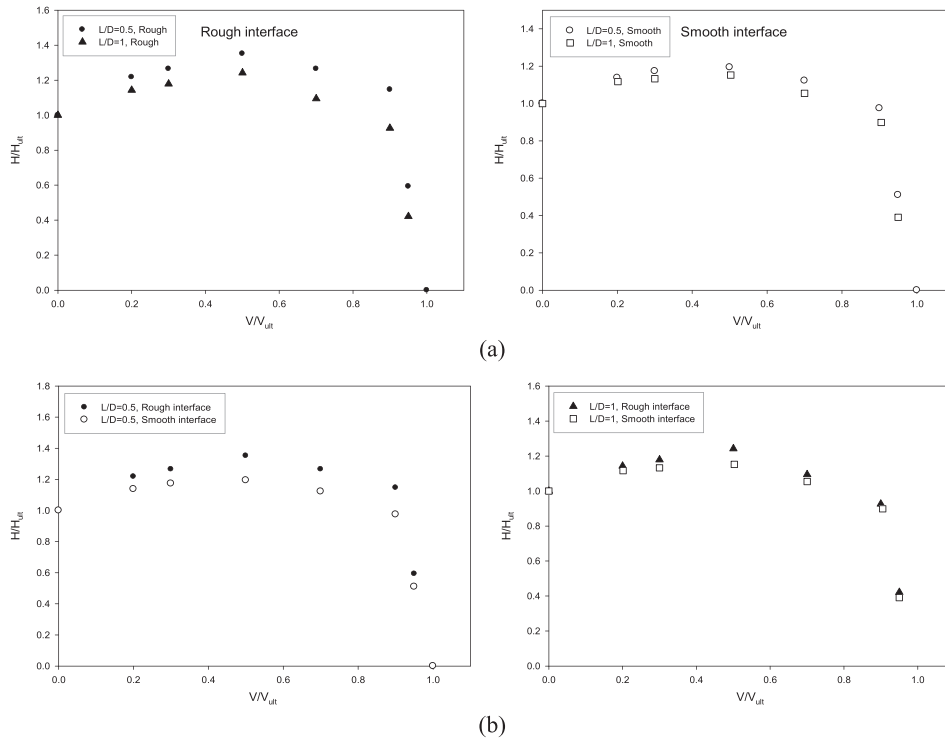 L/D=0.5, Rough
L/D=1, Rough
Rough interface
1.6
1.4
1.2
1.0
0.8
0.6
0.4
0.2
0.0
H/Hult
0.0 0.2 0.4 0.6 0.8 1.0
V/Vult
L/D=0.5, Smooth
L/D=1, Smooth
Smooth interface
1.4
1.2
1.0
0.8
0.6
0.4
0.2
0.0
H/Hult
0.0 0.2 0.4 0.6 0.8 1.0
V/Vult
(a)
L/D=0.5, Rough interface
L/D=0.5, Smooth interface
1.8
1.6
1.4
1.2
1.0
0.8
0.6
0.4
0.2
0.0
H/Hult
0.0 0.2 0.4 0.6 0.8 1.0
V/Vult
L/D=1, Rough interface
L/D=1, Smooth interface
1.6
1.4
1.2
1.0
0.8
0.6
0.4
0.2
0.0
H/Hult
0.0 0.2 0.4 0.6 0.8 1.0
V/Vult
(b)